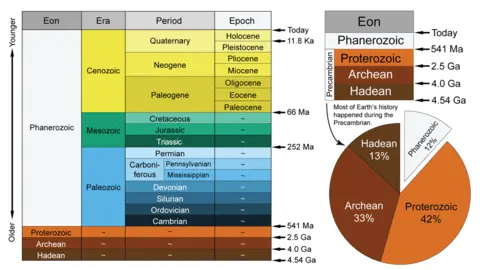 Eon Era Period Epoch
Younger
Older
Phanerozoic
Cenozoic
Quaternary
Holocene
Pleistocene
Neogene
Pliocene
Miocene
Paleogene
Oligocene
Eocene
Paleocene
Mesozoic
Cretaceous ~
Jurassic ~
Triassic ~
Paleozoic
Permian ~
Carboni-
ferous
Pennsylvanian ~
Mississippian ~
Devonian ~
Silurian ~
Ordovician ~
Cambrian ~
Proterozoic ~ ~ ~
Archean ~ ~ ~
Hadean ~ ~ ~
Today
11.8 Ka
66 Ma
252 Ma
541 Ma
2.5 Ga
4.0 Ga
4.54 Ga
Eon
Phanerozoic
Precambrian
Proterozoic
Archean
Hadean
Today
541 Ma
2.5 Ga
4.0 Ga
4.54 Ga
Most of Earth's history
happened during the
Precambrian.
Hadean
13%
Phanerozoic
12%
Archean
33%
Proterozoic
42%